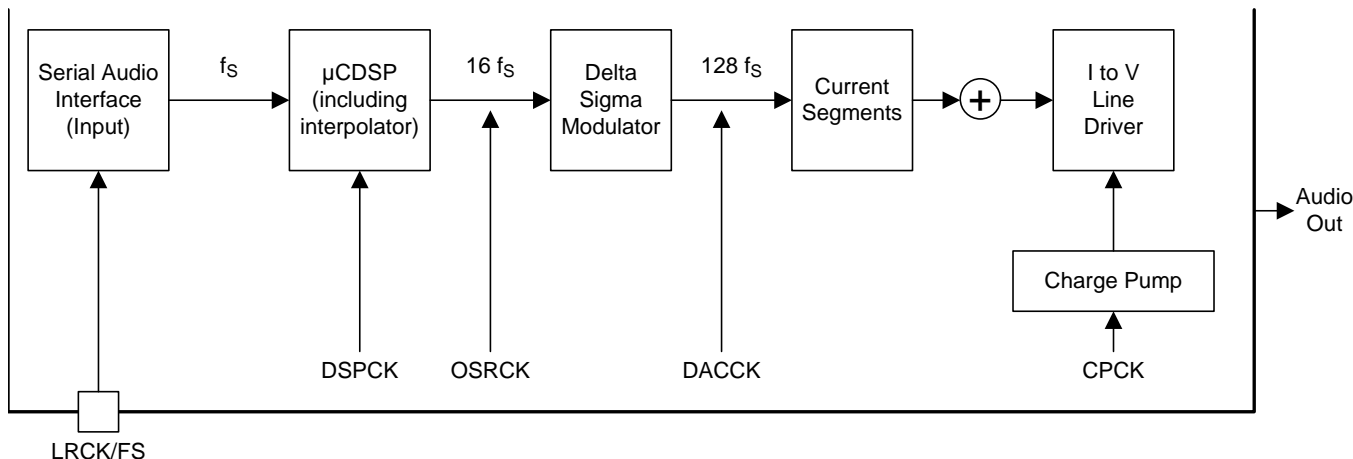 Serial Audio
Interface
(Input)
fS
µCDSP
(including
interpolator)
16 fS
Delta
Sigma
Modulator
128 fS
Current
Segments
+
I to V
Line
Driver
Audio
Out
Charge Pump
DSPCK
OSRCK
DACCK
CPCK
LRCK/FS